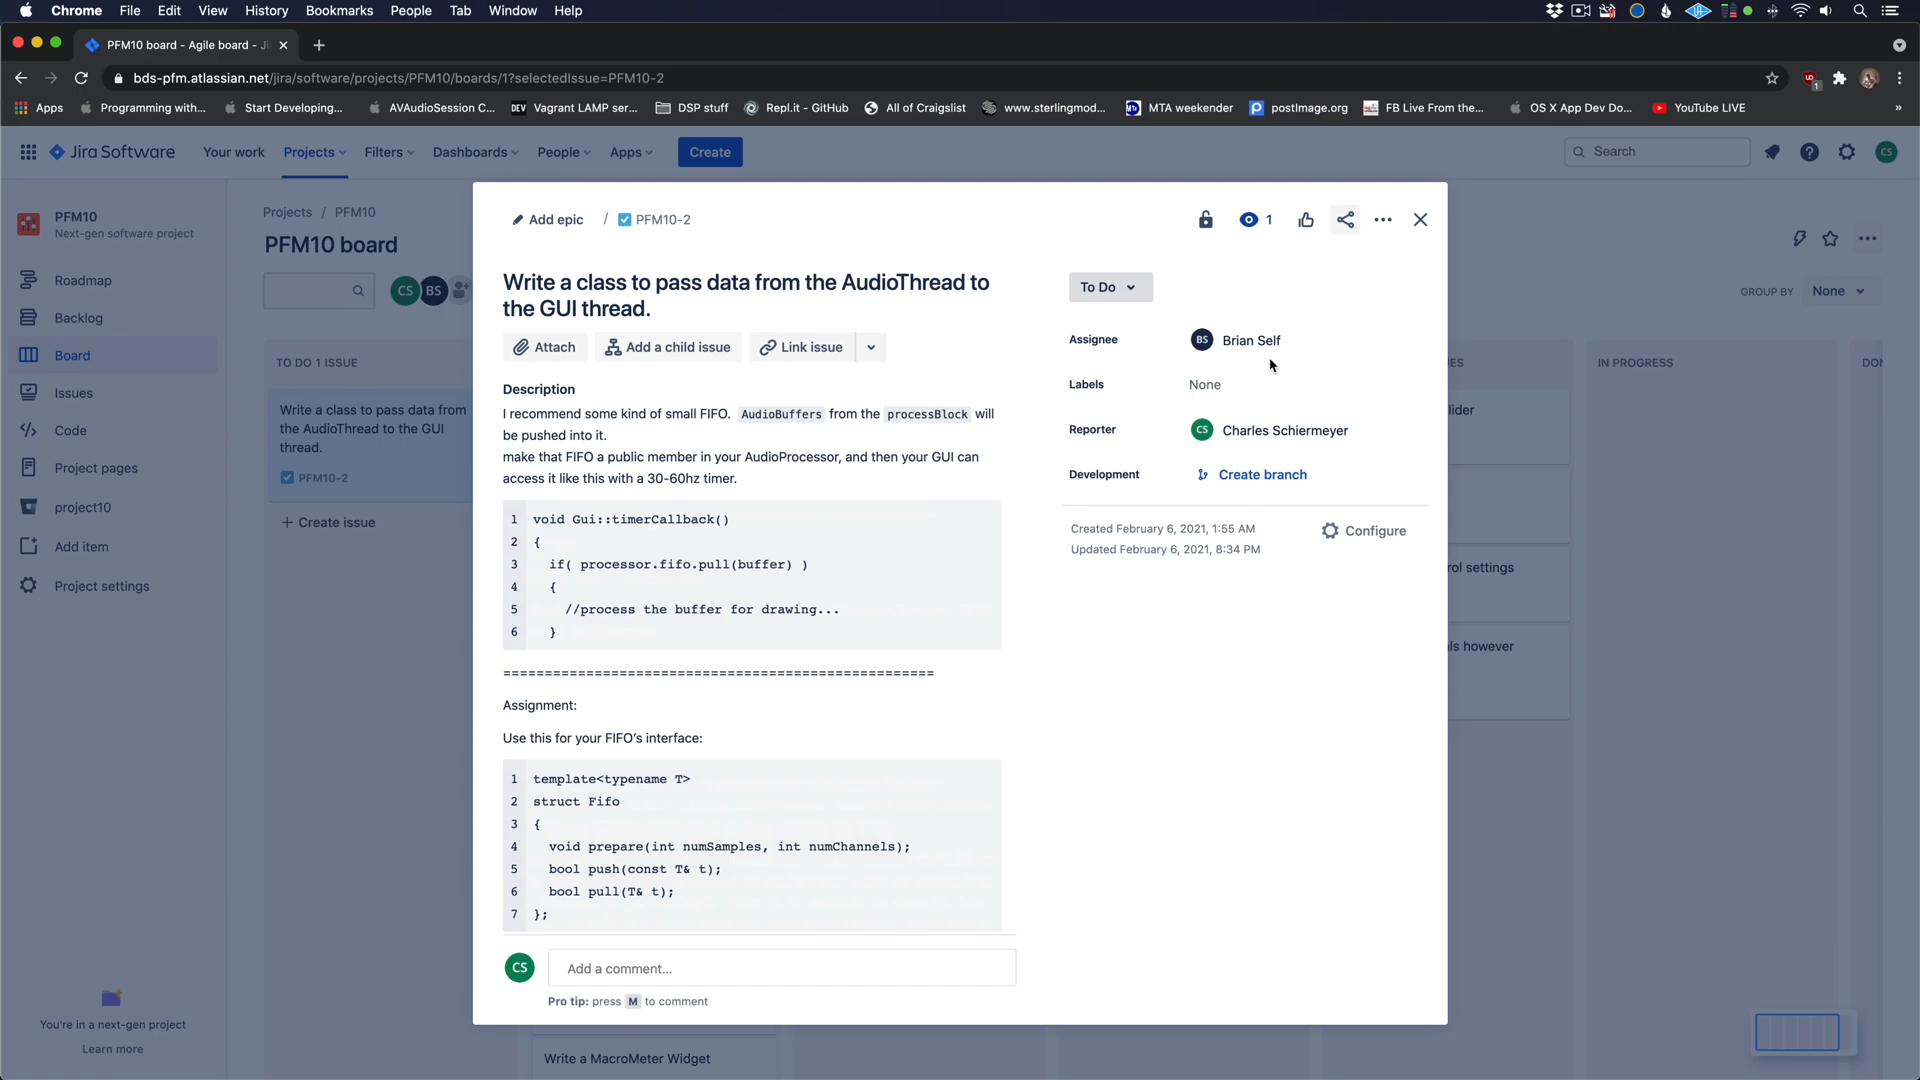 Chrome File Edit View History Bookmarks People Tab Window Help
PFM10 board - Agile board - Ji
bds-pfm.atlassian.net/jira/software/projects/PFM10/boards/1?selectedIssue=PFM10-2
Apps Programming with... Start Developing... AVAudioSession C... DEV Vagrant LAMP ser... DSP stuff Repl.it - GitHub All of Craigslist www.sterlingmod... MTA weekender postImage.org FB Live From the... OS X App Dev Do... YouTube LIVE »
Jira Software Your work Projects Filters Dashboards People Apps Create Search CS
PFM10
Next-gen software project
Roadmap
Backlog
Board
Issues
Code
Project pages
project10
Add item
Project settings
You're in a next-gen project
Learn more
Projects / PFM10
PFM10 board
CS BS
GROUP BY None
TO DO 1 ISSUE
Write a class to pass data from
the AudioThread to the GUI
thread.
PFM10-2
+ Create issue
Add epic / PFM10-2
1
Write a class to pass data from the AudioThread to
the GUI thread.
Attach Add a child issue Link issue
Description
I recommend some kind of small FIFO. AudioBuffers from the processBlock will
be pushed into it.
make that FIFO a public member in your AudioProcessor, and then your GUI can
access it like this with a 30-60hz timer.
1 void Gui::timerCallback()
2 {
3 if( processor.fifo.pull(buffer) )
4 {
5 //process the buffer for drawing...
6 }
====================================================
Assignment:
Use this for your FIFO's interface:
1 template<typename T>
2 struct Fifo
3 {
4 void prepare(int numSamples, int numChannels);
5 bool push(const T& t);
6 bool pull(T& t);
7 };
CS Add a comment...
Pro tip: press M to comment
To Do
Assignee BS Brian Self
Labels None
Reporter CS Charles Schiermeyer
Development Create branch
Created February 6, 2021, 1:55 AM
Updated February 6, 2021, 8:34 PM
Configure
Write a MacroMeter Widget
ES
lider
rol settings
ls however
IN PROGRESS
DON